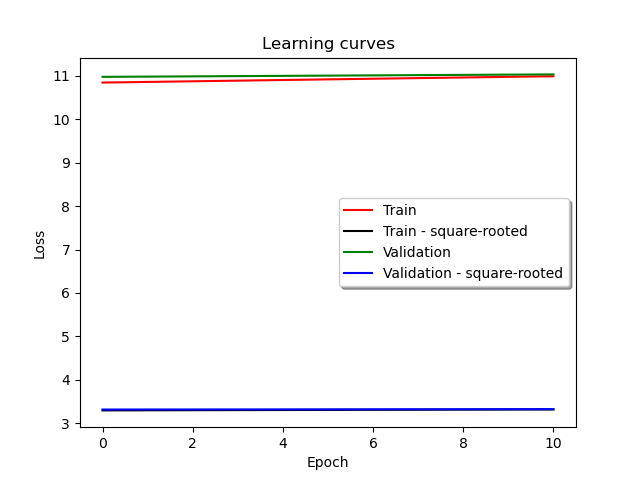 Learning curves
11
10
9
8
7
6
5
4
3
Loss
Train
Train - square-rooted
Validation
Validation - square-rooted
0 2 4 6 8 10
Epoch